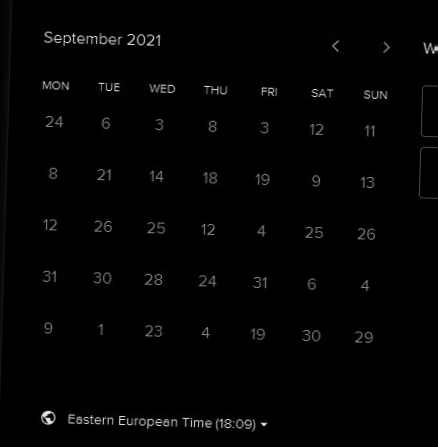 September 2021
MON TUE WED THU FRI SAT SUN
24 6 3 8 3 12 11
8 21 14 18 19 9 13
12 26 25 12 4 25 26
31 30 28 24 31 6 4
9 1 23 4 19 30 29
Eastern European Time (18:09)